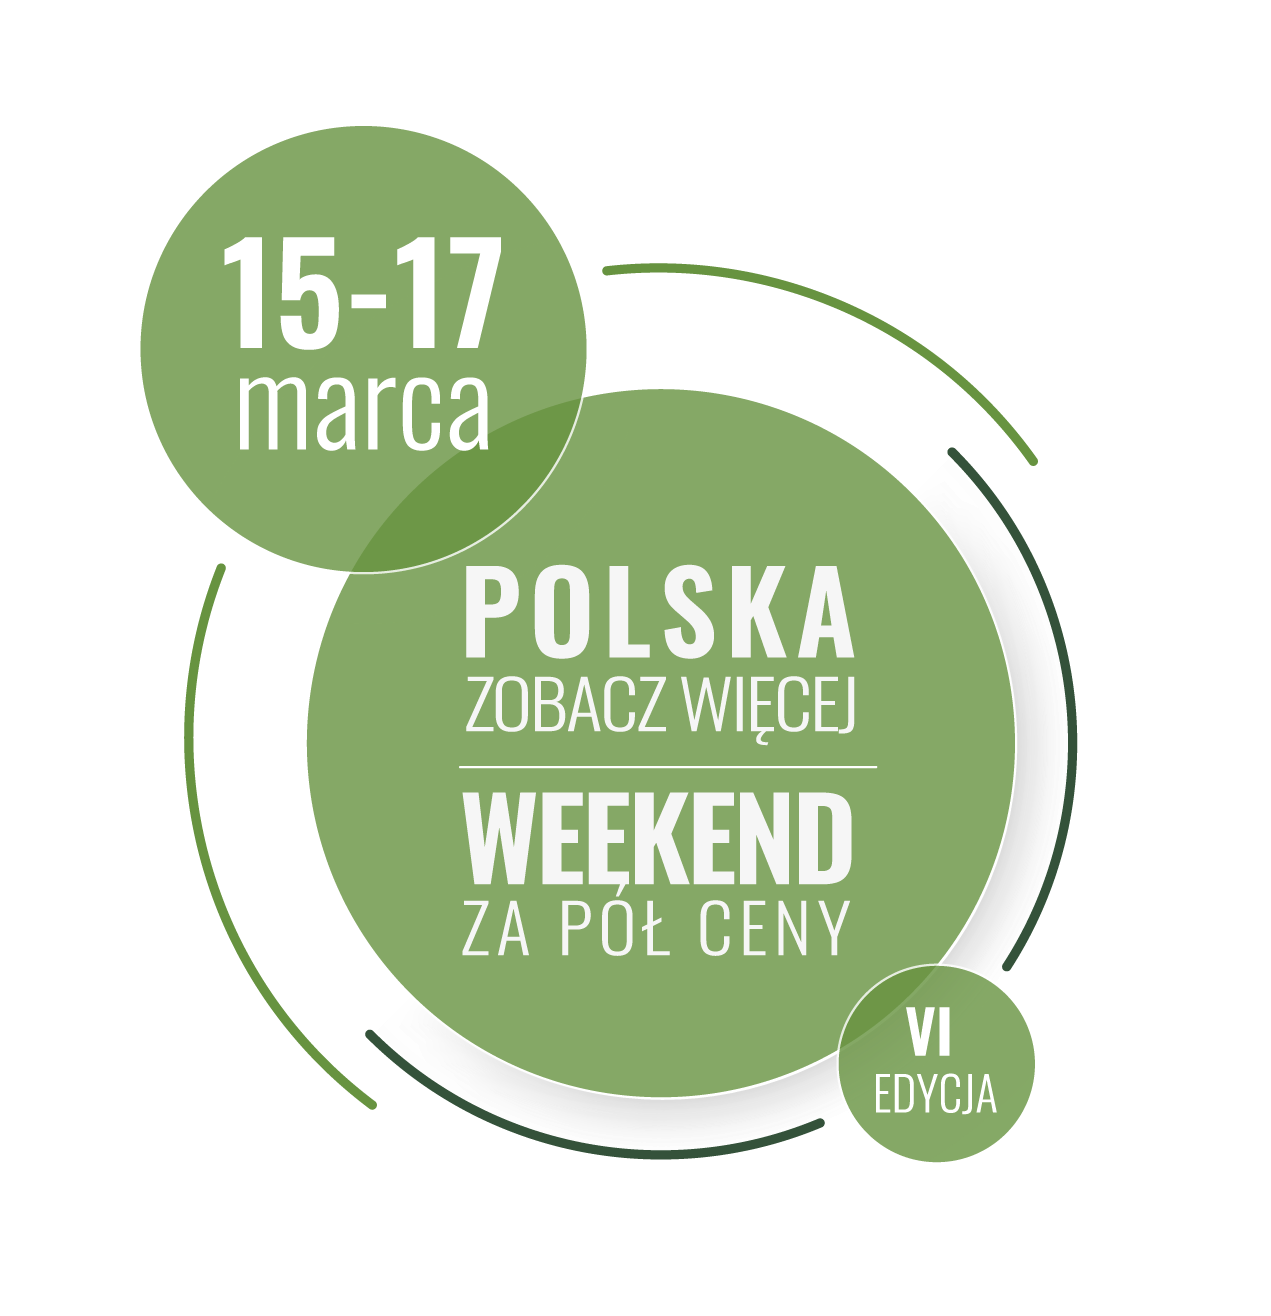 15-17
marca
POLSKA
ZOBACZ WIĘCEJ
WEEKEND
ZA PÓŁ CENY
VI
EDYCJA